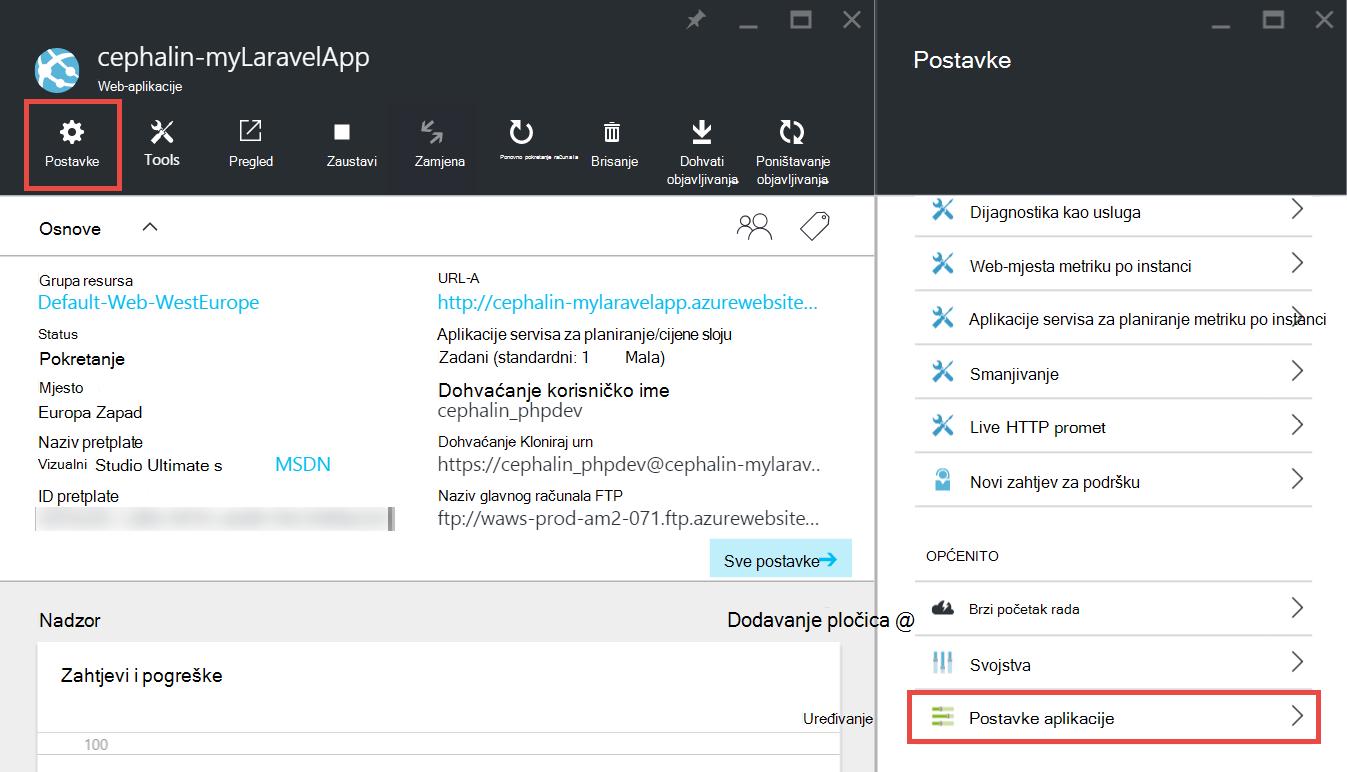 cephalin-myLaravelApp
Web-aplikacije
Postavke
Tools
Pregled
Zaustavi
Zamjena
Ponovno pokretanje računala
Brisanje
Dohvati
objavljivanja
Poništavanje
objavljivanja
Osnove
Grupa resursa
Default-Web-WestEurope
Status
Pokretanje
Mjesto
Europa Zapad
Naziv pretplate
Vizualni Studio Ultimate s MSDN
ID pretplate
URL-A
http://cephalin-mylaravelapp.azurewebsite...
Aplikacije servisa za planiranje/cijene sloju
Zadani (standardni: 1 Mala)
Dohvaćanje korisničko ime
cephalin_phpdev
Dohvaćanje Kloniraj urn
https://cephalin_phpdev@cephalin-mylarav..
Naziv glavnog računala FTP
ftp://waws-prod-am2-071.ftp.azurewebsite...
Sve postavke
Nadzor
Dodavanje pločica @
Zahtjevi i pogreške
Uređivanje
100
Postavke
Dijagnostika kao usluga
Web-mjesta metriku po instanci
Aplikacije servisa za planiranje metriku po instanci
Smanjivanje
Live HTTP promet
Novi zahtjev za podršku
OPĆENITO
Brzi početak rada
Svojstva
Postavke aplikacije